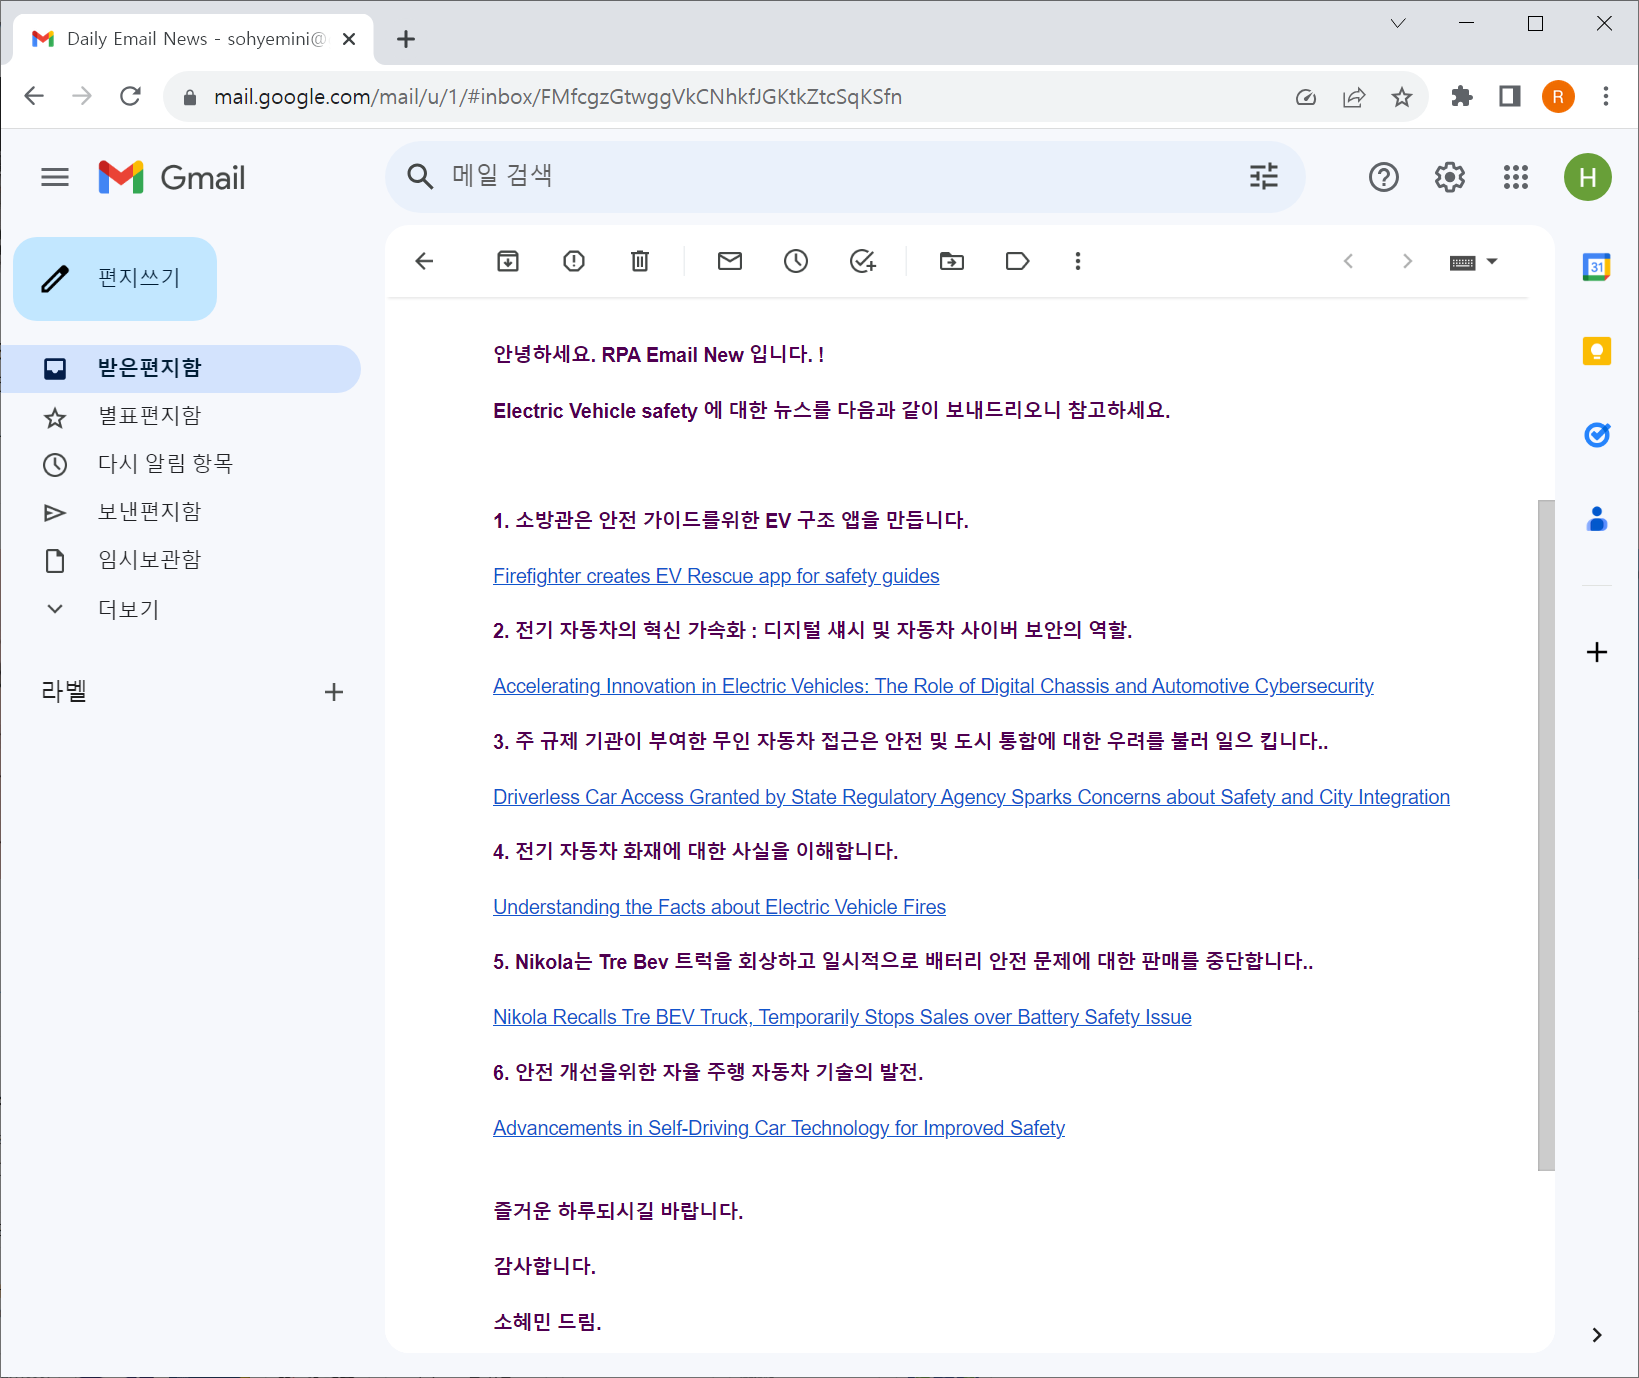 Daily Email News - sohyemini@
mail.google.com/mail/u/1/#inbox/FMfcgzGtwggVkCNhkfJGKtkZtcSqKSfn
R
Gmail
메일 검색
H
편지쓰기
받은편지함
별표편지함
다시 알림 항목
보낸편지함
임시보관함
더보기
라벨
31
안녕하세요. RPA Email New 입니다. !
Electric Vehicle safety 에 대한 뉴스를 다음과 같이 보내드리오니 참고하세요.
1. 소방관은 안전 가이드를위한 EV 구조 앱을 만듭니다.
Firefighter creates EV Rescue app for safety guides
2. 전기 자동차의 혁신 가속화 : 디지털 섀시 및 자동차 사이버 보안의 역할.
Accelerating Innovation in Electric Vehicles: The Role of Digital Chassis and Automotive Cybersecurity
3. 주 규제 기관이 부여한 무인 자동차 접근은 안전 및 도시 통합에 대한 우려를 불러 일으 킵니다..
Driverless Car Access Granted by State Regulatory Agency Sparks Concerns about Safety and City Integration
4. 전기 자동차 화재에 대한 사실을 이해합니다.
Understanding the Facts about Electric Vehicle Fires
5. Nikola는 Tre Bev 트럭을 회상하고 일시적으로 배터리 안전 문제에 대한 판매를 중단합니다..
Nikola Recalls Tre BEV Truck, Temporarily Stops Sales over Battery Safety Issue
6. 안전 개선을위한 자율 주행 자동차 기술의 발전.
Advancements in Self-Driving Car Technology for Improved Safety
즐거운 하루되시길 바랍니다.
감사합니다.
소혜민 드림.